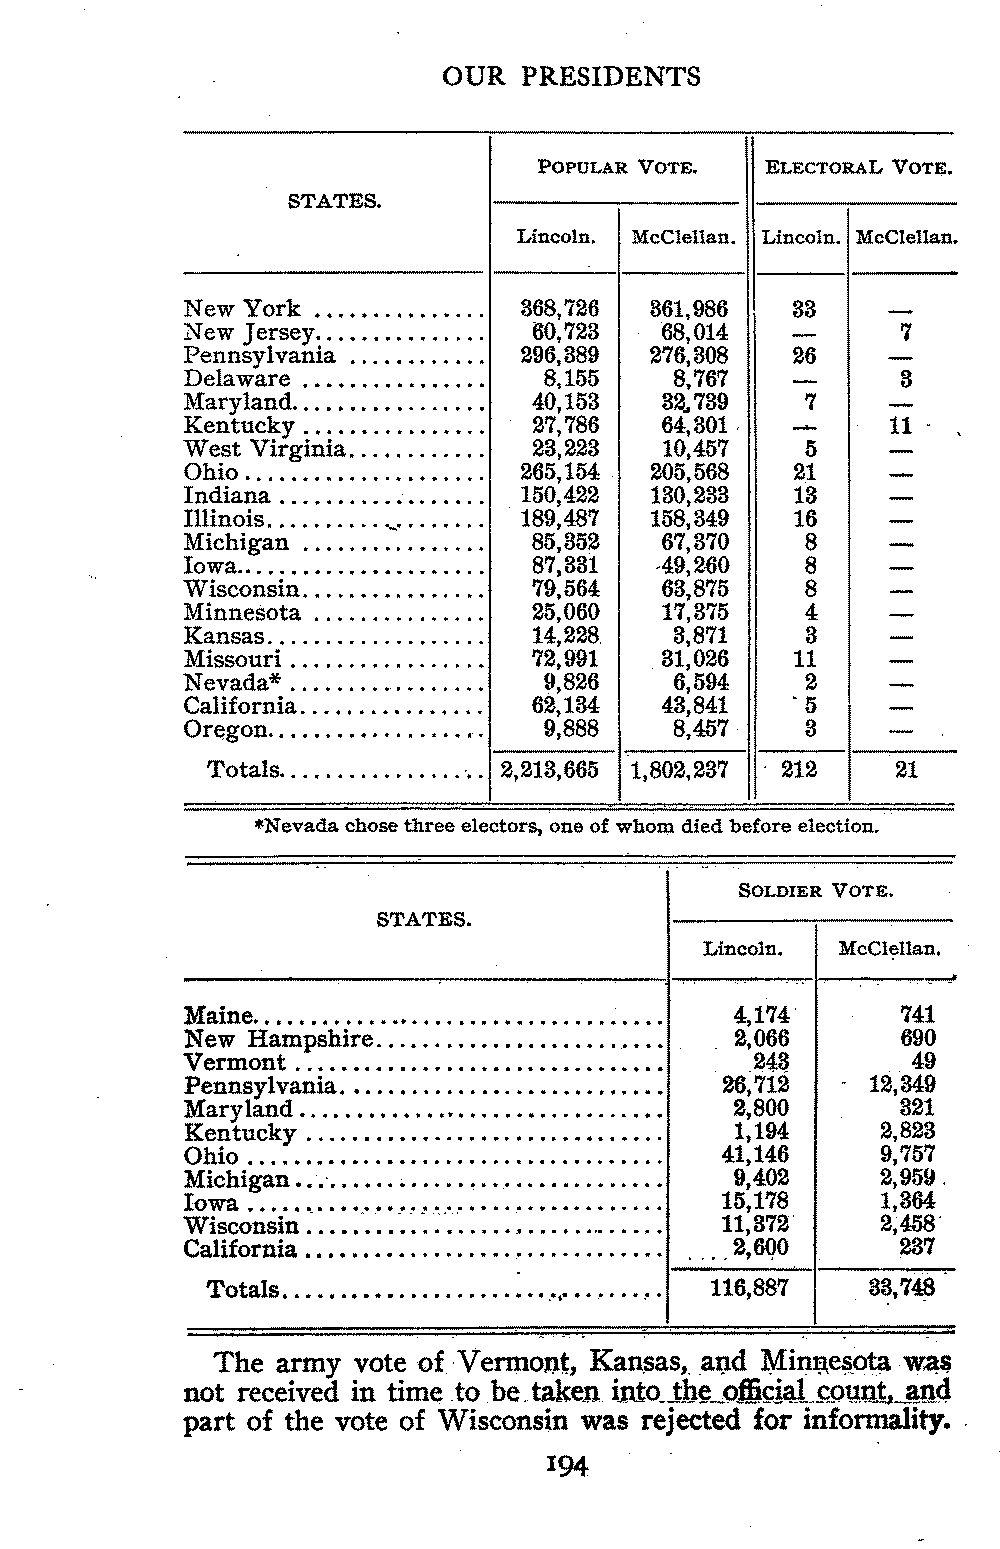 OUR PRESIDENTS
STATES. POPULAR VOTE. ELECTORAL VOTE.
Lincoln. McClellan. Lincoln. McClellan.
New York ............... 368,726 361,986 33 —
New Jersey............... 60,723 68,014 — 7
Pennsylvania ............ 296,389 276,308 26 —
Delaware ................ 8,155 8,767 — 3
Maryland................. 40,153 32,739 7 —
Kentucky ................ 27,786 64,301 — 11
West Virginia............ 23,223 10,457 5 —
Ohio ..................... 265,154 205,568 21 —
Indiana .................. 150,422 130,233 13 —
Illinois................... 189,487 158,349 16 —
Michigan ................ 85,352 67,370 8 —
Iowa...................... 87,331 49,260 8 —
Wisconsin................ 79,564 63,875 8 —
Minnesota ............... 25,060 17,375 4 —
Kansas................... 14,228 3,871 3 —
Missouri ................. 72,991 31,026 11 —
Nevada* ................. 9,826 6,594 2 —
California................ 62,134 43,841 5 —
Oregon................... 9,888 8,457 3 —
Totals.................. 2,213,665 1,802,237 212 21
*Nevada chose three electors, one of whom died before election.
STATES. SOLDIER VOTE.
Lincoln. McClellan.
Maine.................................... 4,174 741
New Hampshire......................... 2,066 690
Vermont ................................ 243 49
Pennsylvania............................ 26,712 12,349
Maryland ............................... 2,800 321
Kentucky ............................... 1,194 2,823
Ohio .................................... 41,146 9,757
Michigan ................................ 9,402 2,959
Iowa .................................... 15,178 1,364
Wisconsin ............................... 11,372 2,458
California ............................... 2,600 237
Totals................................. 116,887 33,748
The army vote of Vermont, Kansas, and Minnesota was
not received in time to be taken into the official count, and
part of the vote of Wisconsin was rejected for informality.
194